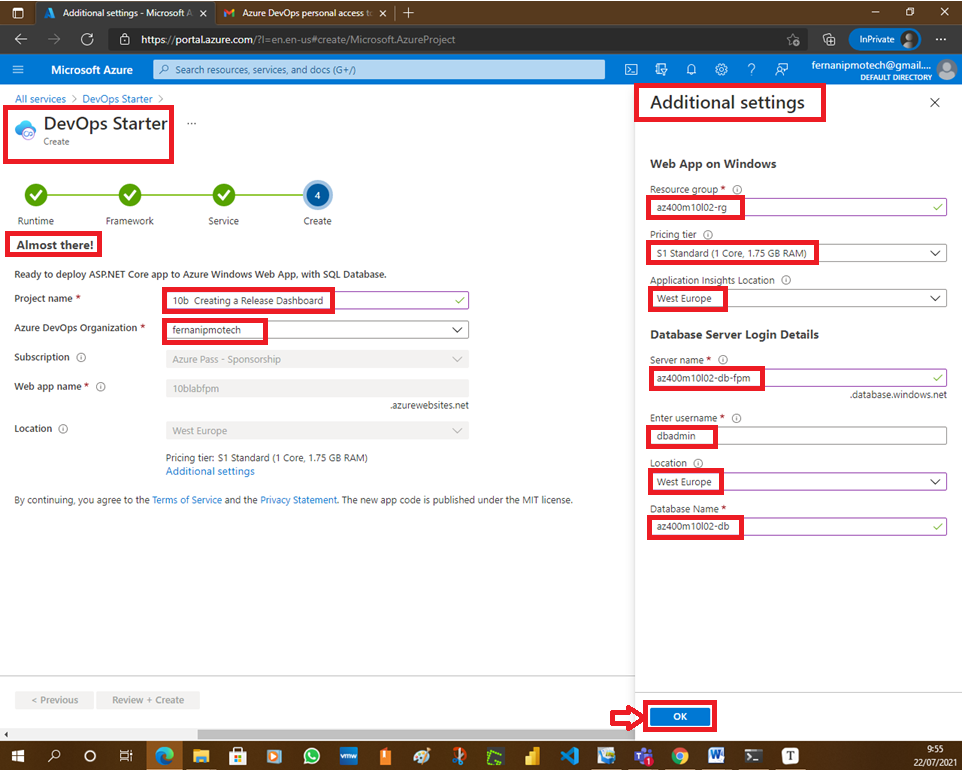 Additional settings - Microsoft A
Azure DevOps personal access to
https://portal.azure.com/?l=en.en-us#create/Microsoft.AzureProject
InPrivate
Microsoft Azure
Search resources, services, and docs (G+/)
fernanipmotech@gmail....
DEFAULT DIRECTORY
All services > DevOps Starter >
DevOps Starter ...
Create
4
Runtime
Framework
Service
Create
Almost there!
Ready to deploy ASP.NET Core app to Azure Windows Web App, with SQL Database.
Project name *
10b Creating a Release Dashboard
Azure DevOps Organization *
fernanipmotech
Subscription
Azure Pass - Sponsorship
Web app name *
10blabfpm
.azurewebsites.net
Location
West Europe
Pricing tier: S1 Standard (1 Core, 1.75 GB RAM)
Additional settings
By continuing, you agree to the Terms of Service and the Privacy Statement. The new app code is published under the MIT license.
< Previous
Review + Create
Additional settings
Web App on Windows
Resource group *
az400m10l02-rg
Pricing tier
S1 Standard (1 Core, 1.75 GB RAM)
Application Insights Location
West Europe
Database Server Login Details
Server name *
az400m10l02-db-fpm
.database.windows.net
Enter username *
dbadmin
Location
West Europe
Database Name *
az400m10l02-db
OK
vmw
1
W
T
9:55
22/07/2021